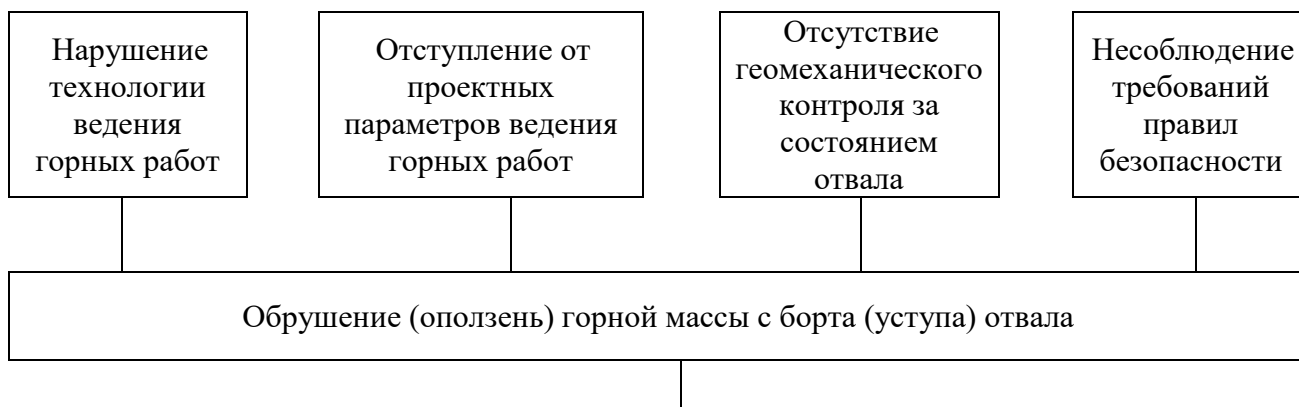 Нарушение
технологии
ведения
горных работ
Отступление от
проектных
параметров ведения
горных работ
Отсутствие
геомеханического
контроля за
состоянием
отвала
Несоблюдение
требований
правил
безопасности
Обрушение (оползень) горной массы с борта (уступа) отвала